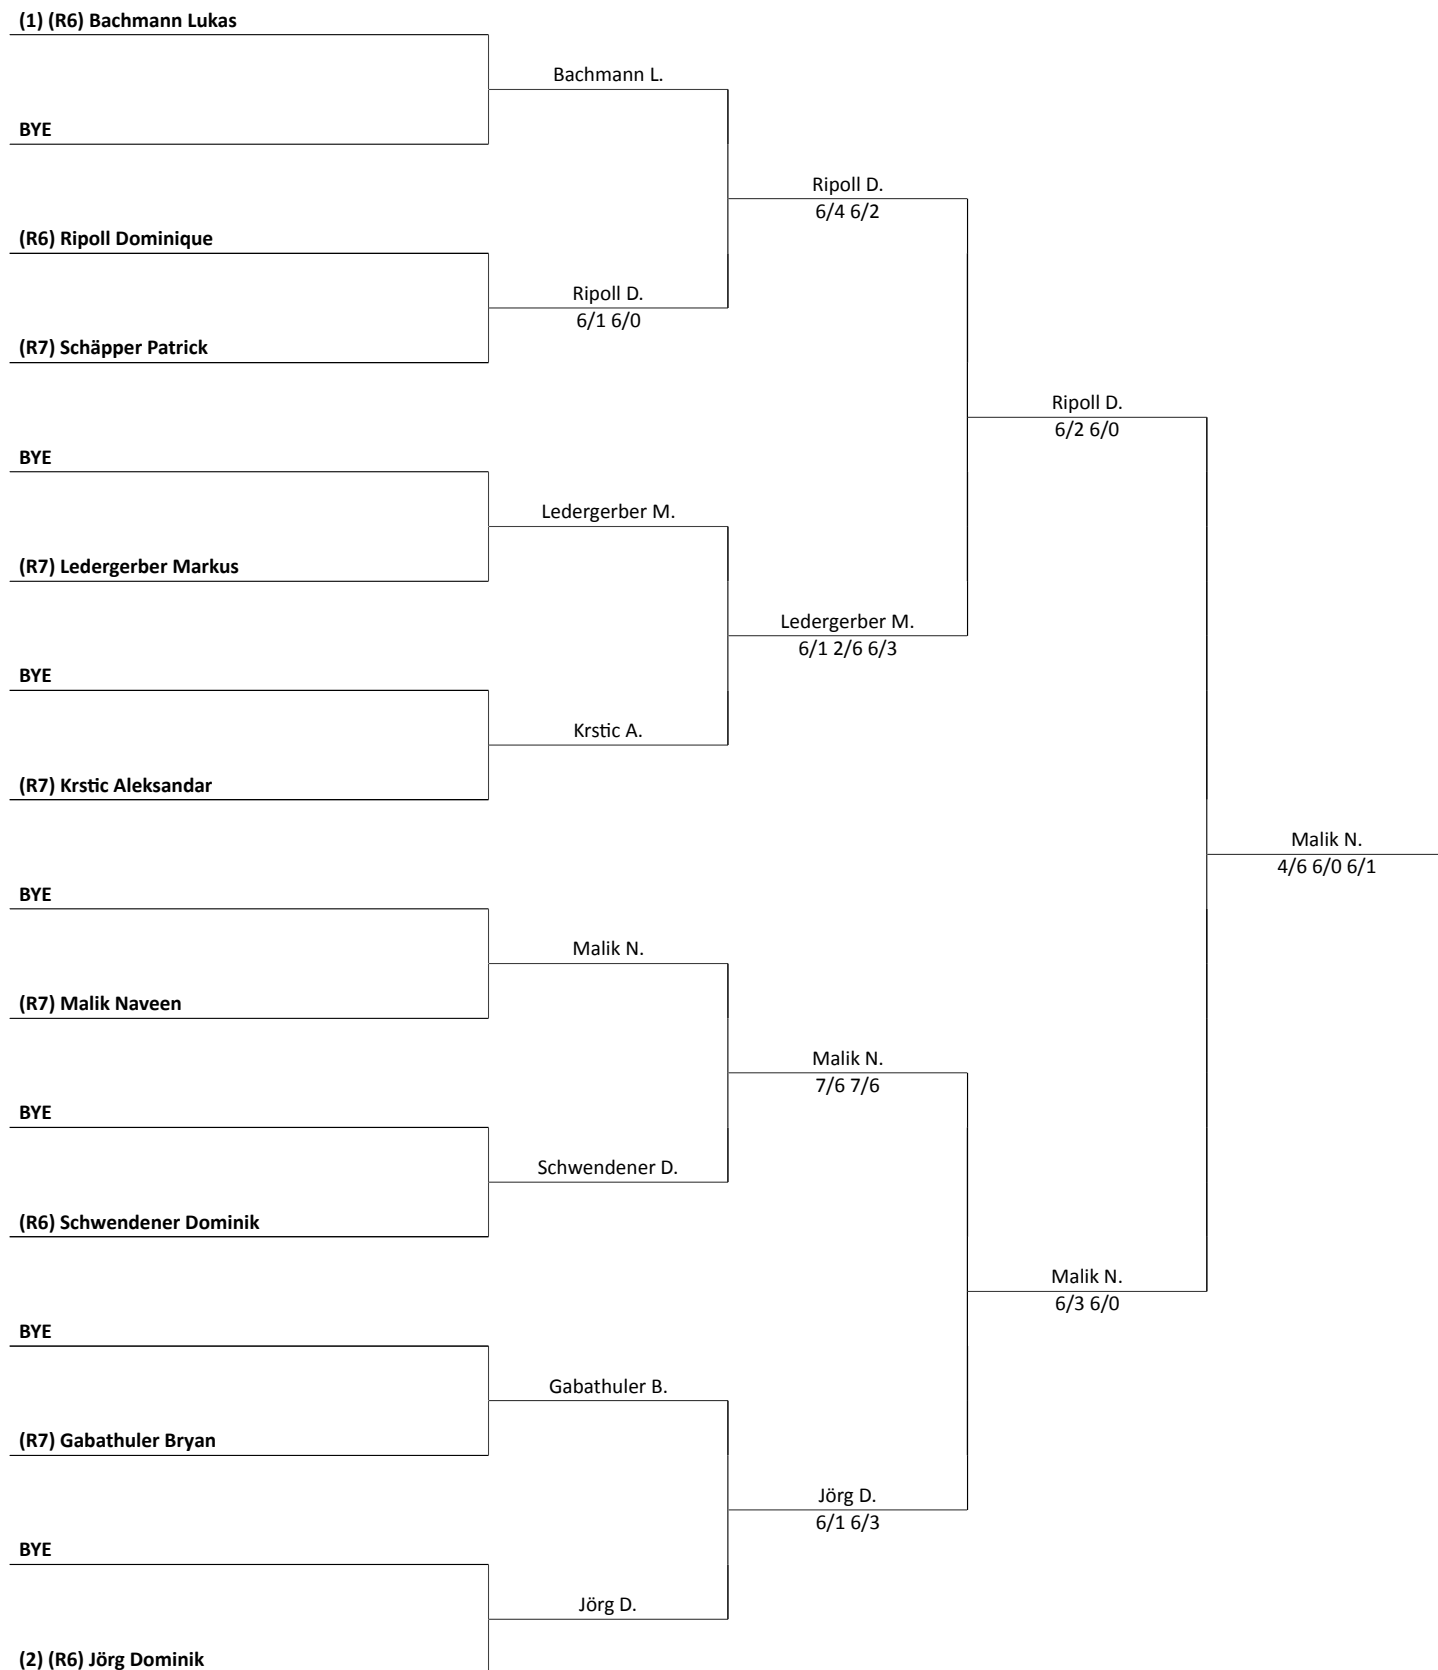 (1) (R6) Bachmann Lukas
Bachmann L.
BYE
Ripoll D.
6/4 6/2
(R6) Ripoll Dominique
Ripoll D.
6/1 6/0
(R7) Schäpper Patrick
Ripoll D.
6/2 6/0
BYE
Ledergerber M.
(R7) Ledergerber Markus
Ledergerber M.
6/1 2/6 6/3
BYE
Krstic A.
(R7) Krstic Aleksandar
Malik N.
4/6 6/0 6/1
BYE
Malik N.
(R7) Malik Naveen
Malik N.
7/6 7/6
BYE
Schwendener D.
(R6) Schwendener Dominik
Malik N.
6/3 6/0
BYE
Gabathuler B.
(R7) Gabathuler Bryan
Jörg D.
6/1 6/3
BYE
Jörg D.
(2) (R6) Jörg Dominik